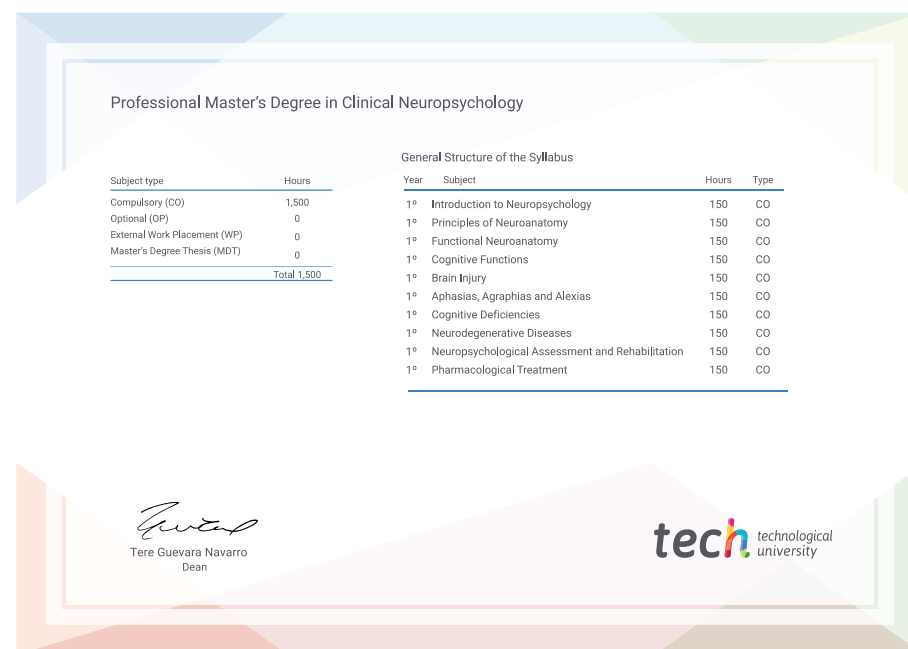 Professional Master's Degree in Clinical Neuropsychology
General Structure of the Syllabus
Subject type Hours
Compulsory (CO) 1,500
Optional (OP) 0
External Work Placement (WP) 0
Master's Degree Thesis (MDT) 0
Total 1,500
Year Subject Hours Type
1º Introduction to Neuropsychology 150 CO
1º Principles of Neuroanatomy 150 CO
1º Functional Neuroanatomy 150 CO
1º Cognitive Functions 150 CO
1º Brain Injury 150 CO
1º Aphasias, Agraphias and Alexias 150 CO
1º Cognitive Deficiencies 150 CO
1º Neurodegenerative Diseases 150 CO
1º Neuropsychological Assessment and Rehabilitation 150 CO
1º Pharmacological Treatment 150 CO
Tere Guevara Navarro
Dean
tech technological
university